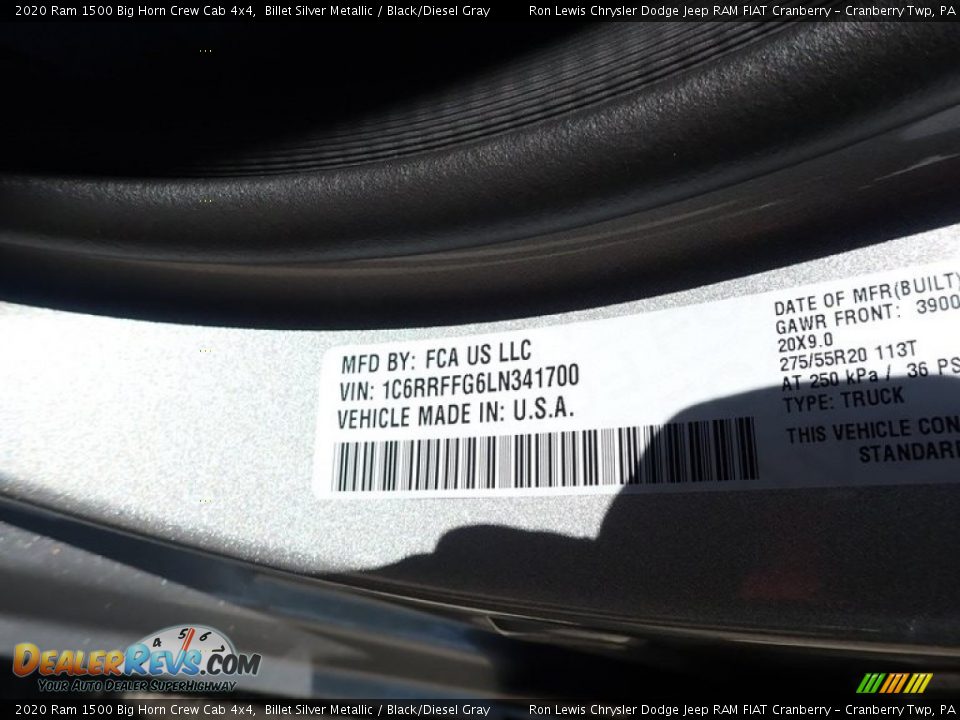 2020 Ram 1500 Big Horn Crew Cab 4x4, Billet Silver Metallic / Black/Diesel Gray Ron Lewis Chrysler Dodge Jeep RAM FIAT Cranberry - Cranberry Twp, PA
MFD BY: FCA US LLC
VIN: 1C6RRFFG6LN341700
VEHICLE MADE IN: U.S.A.
DATE OF MFR(BUILT)
GAWR FRONT: 3900
20X9.0
275/55R20 113T
AT 250 kPa / 36 PS
TYPE: TRUCK
THIS VEHICLE CON
STANDARD
4 5 6
DealerRevs.com
Your Auto Dealer SuperHighway
2020 Ram 1500 Big Horn Crew Cab 4x4, Billet Silver Metallic / Black/Diesel Gray Ron Lewis Chrysler Dodge Jeep RAM FIAT Cranberry - Cranberry Twp, PA